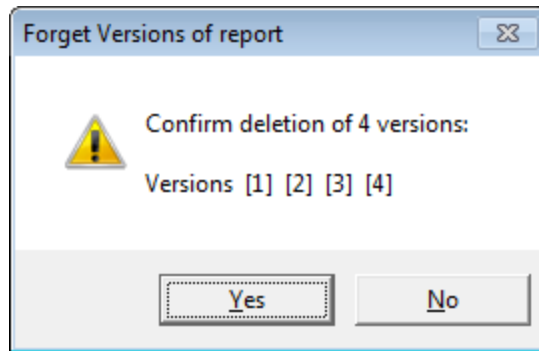 Forget Versions of report
Confirm deletion of 4 versions:
Versions [1] [2] [3] [4]
Yes
No